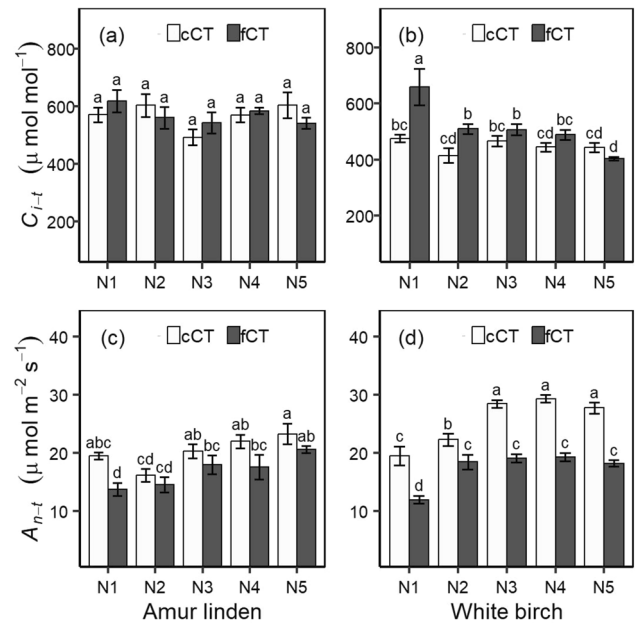 (a) cCT fCT
800
600
400
200
C i–t (μ mol mol−1)
a a a a a a a a a a
N1 N2 N3 N4 N5
(b) cCT fCT
800
600
400
200
bc a cd b bc b cd bc cd d
N1 N2 N3 N4 N5
(c) cCT fCT
40
30
20
10
A n–t (μ mol m−2 s−1)
abc d cd cd ab bc ab bc a ab
N1 N2 N3 N4 N5
Amur linden
(d) cCT fCT
40
30
20
10
c d b c a c a c a c
N1 N2 N3 N4 N5
White birch